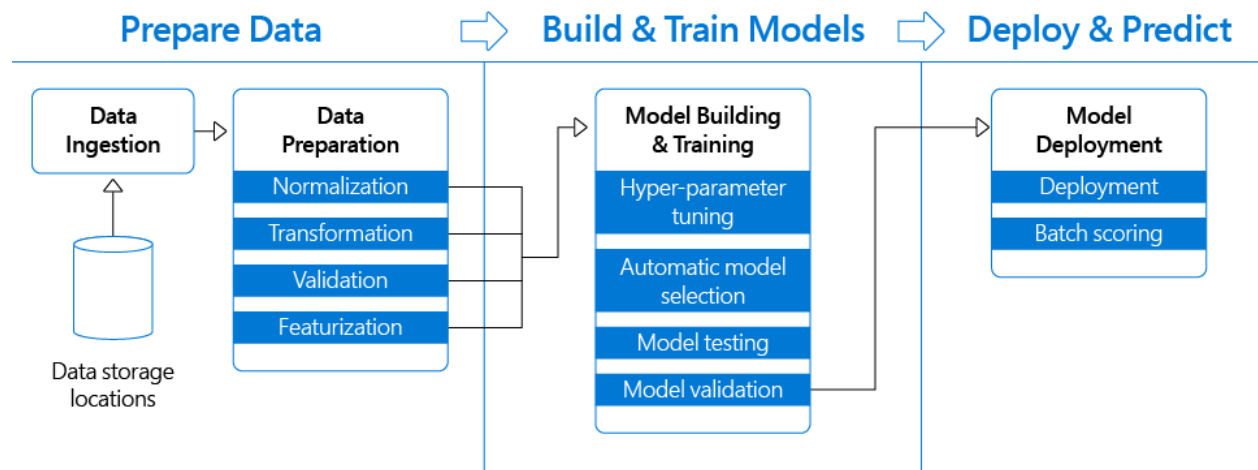 Prepare Data
Build & Train Models
Deploy & Predict
Data
Ingestion
Data storage
locations
Data
Preparation
Normalization
Transformation
Validation
Featurization
Model Building
& Training
Hyper-parameter
tuning
Automatic model
selection
Model testing
Model validation
Model
Deployment
Deployment
Batch scoring